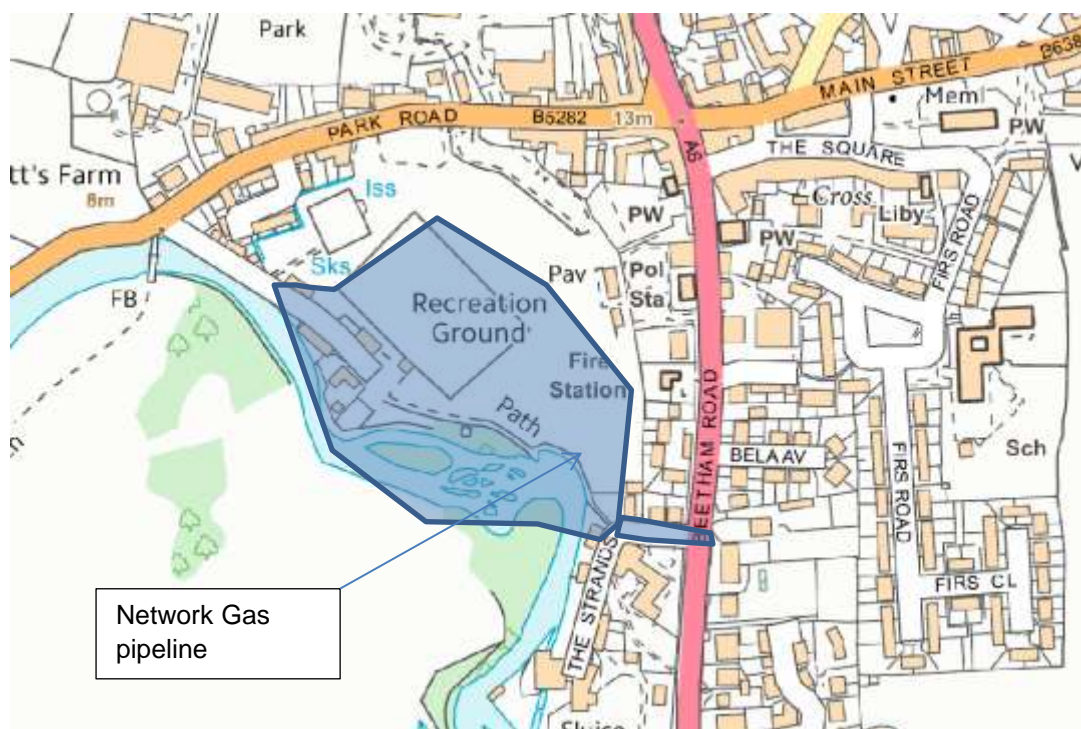 Park
B638
MAIN STREET
Meml
PARK ROAD
B5282
13m
PW
A6
THE SQUARE
tt's Farm
8m
Iss
Cross
Liby
FIRS ROAD
PW
PW
Sks
Pav
Pol
Sta
FB
Recreation
Ground
Fire
Station
BEETHAM ROAD
Path
BELA AV
FIRS ROAD
Sch
THE STRANDS
FIRS CL
Network Gas
pipeline
Sluice